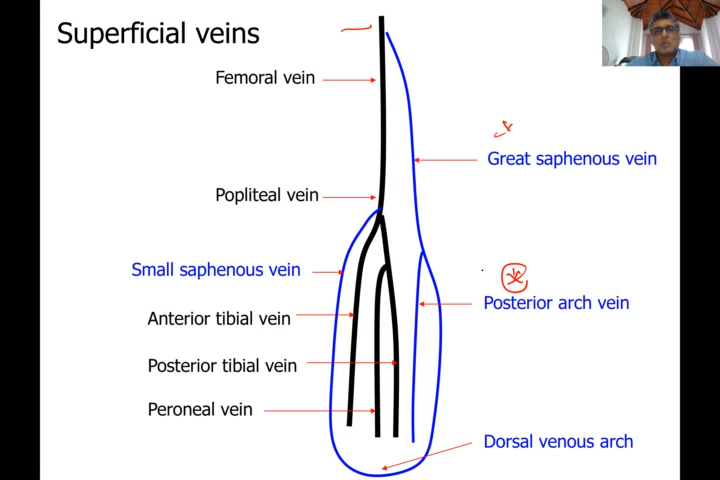 Superficial veins
Femoral vein
Great saphenous vein
Popliteal vein
Small saphenous vein
Posterior arch vein
Anterior tibial vein
Posterior tibial vein
Peroneal vein
Dorsal venous arch